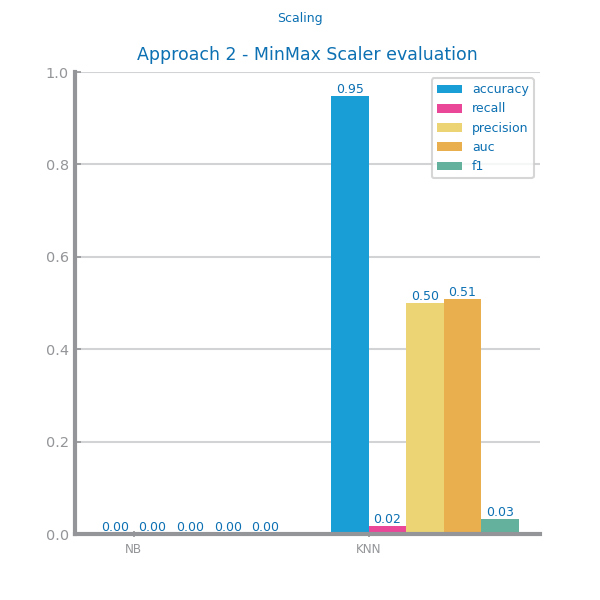 Scaling
Approach 2 - MinMax Scaler evaluation
1.0
0.8
0.6
0.4
0.2
0.0
accuracy
recall
precision
auc
f1
0.00 0.00 0.00 0.00 0.00
0.95
0.02
0.50
0.51
0.03
NB
KNN